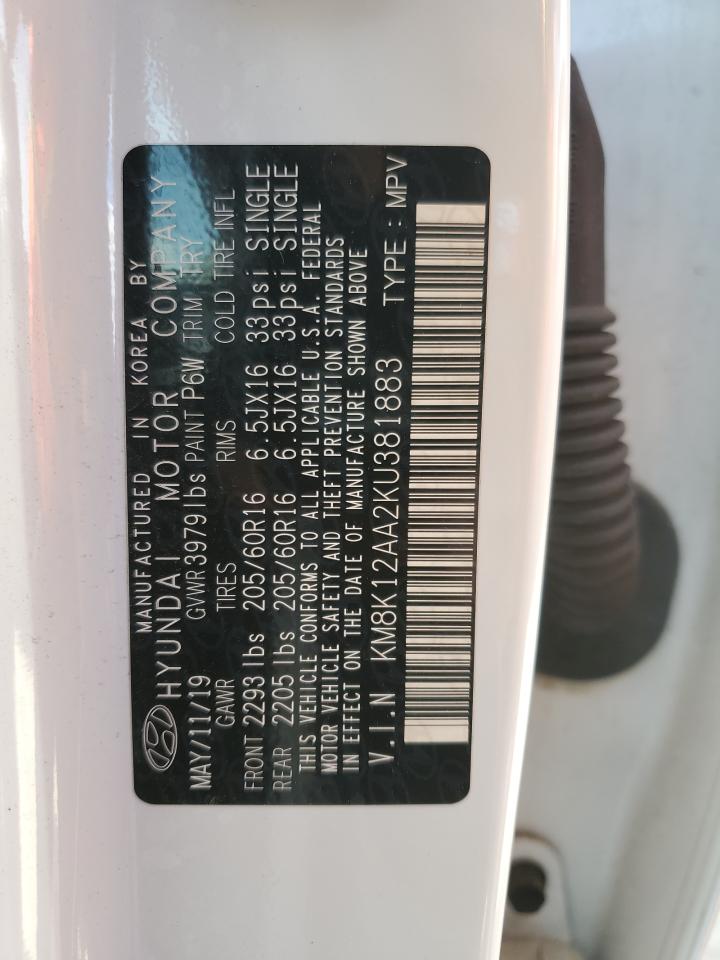 MANUFACTURED IN KOREA BY
HYUNDAI MOTOR COMPANY
MAY/11/19 GVWR 3979 lbs PAINT P6W TRIM TRY
GAWR TIRES RIMS COLD TIRE INFL
FRONT 2293 lbs 205/60R16 6.5JX16 33psi SINGLE
REAR 2205 lbs 205/60R16 6.5JX16 33psi SINGLE
THIS VEHICLE CONFORMS TO ALL APPLICABLE U.S.A. FEDERAL
MOTOR VEHICLE SAFETY AND THEFT PREVENTION STANDARDS
IN EFFECT ON THE DATE OF MANUFACTURE SHOWN ABOVE
V.I.N KM8K12AA2KU381883 TYPE : MPV